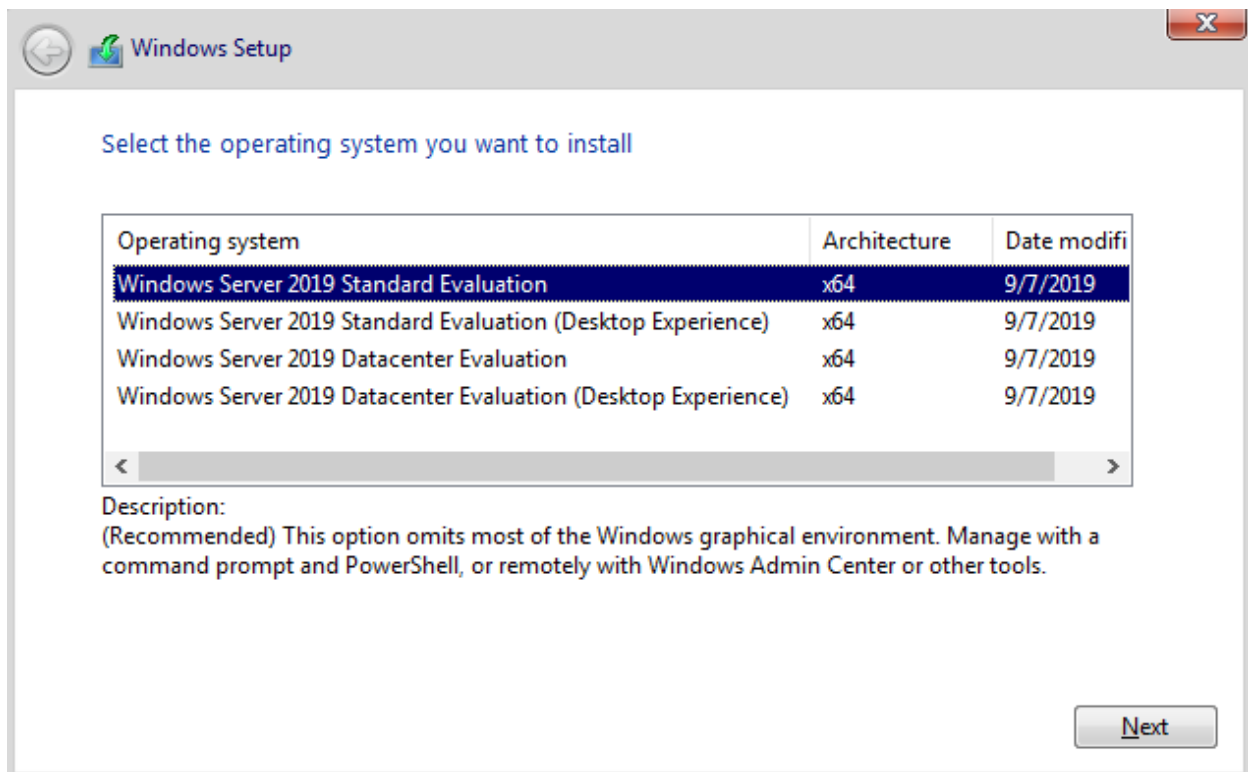 Windows Setup
Select the operating system you want to install
Operating system Architecture Date modifi
Windows Server 2019 Standard Evaluation x64 9/7/2019
Windows Server 2019 Standard Evaluation (Desktop Experience) x64 9/7/2019
Windows Server 2019 Datacenter Evaluation x64 9/7/2019
Windows Server 2019 Datacenter Evaluation (Desktop Experience) x64 9/7/2019
Description:
(Recommended) This option omits most of the Windows graphical environment. Manage with a
command prompt and PowerShell, or remotely with Windows Admin Center or other tools.
Next